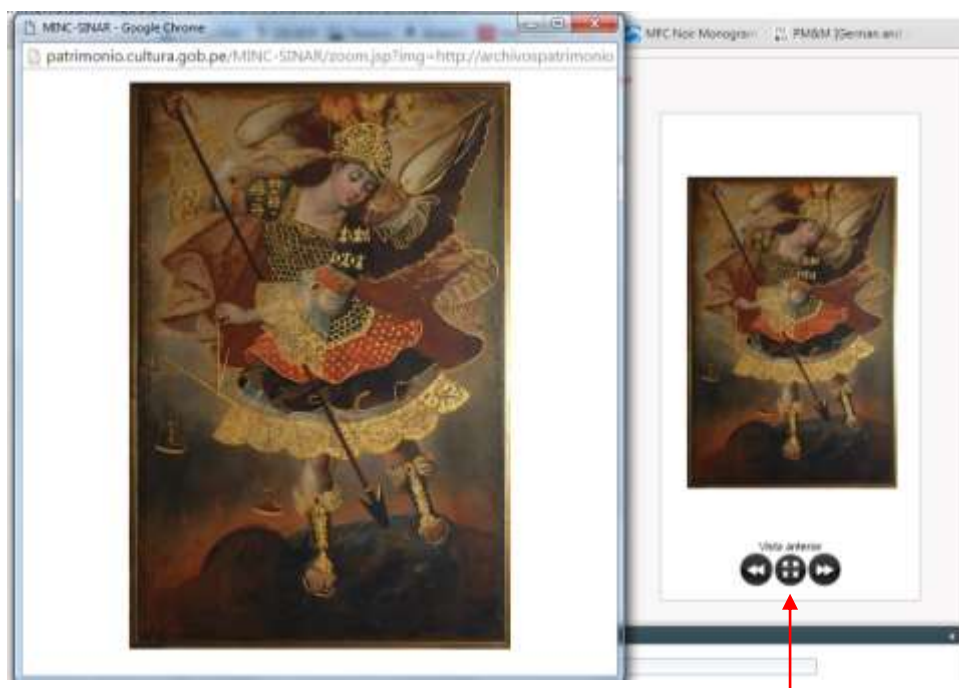 MINC-SINAR - Google Chrome
patrimonio.cultura.gob.pe/MINC-SINAR/zoom.jsp?img=http://archivospatrimonio
MFC Noir Monogram
PM&M (German and
Vista anterior